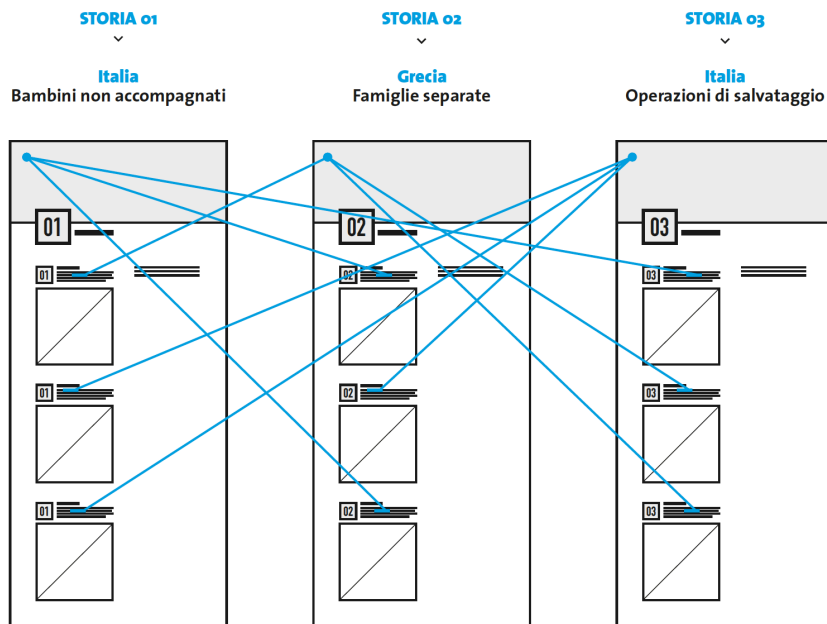 STORIA 01
Italia
Bambini non accompagnati
STORIA 02
Grecia
Famiglie separate
STORIA 03
Italia
Operazioni di salvataggio
01
02
03
01
02
03
01
02
03
01
02
03